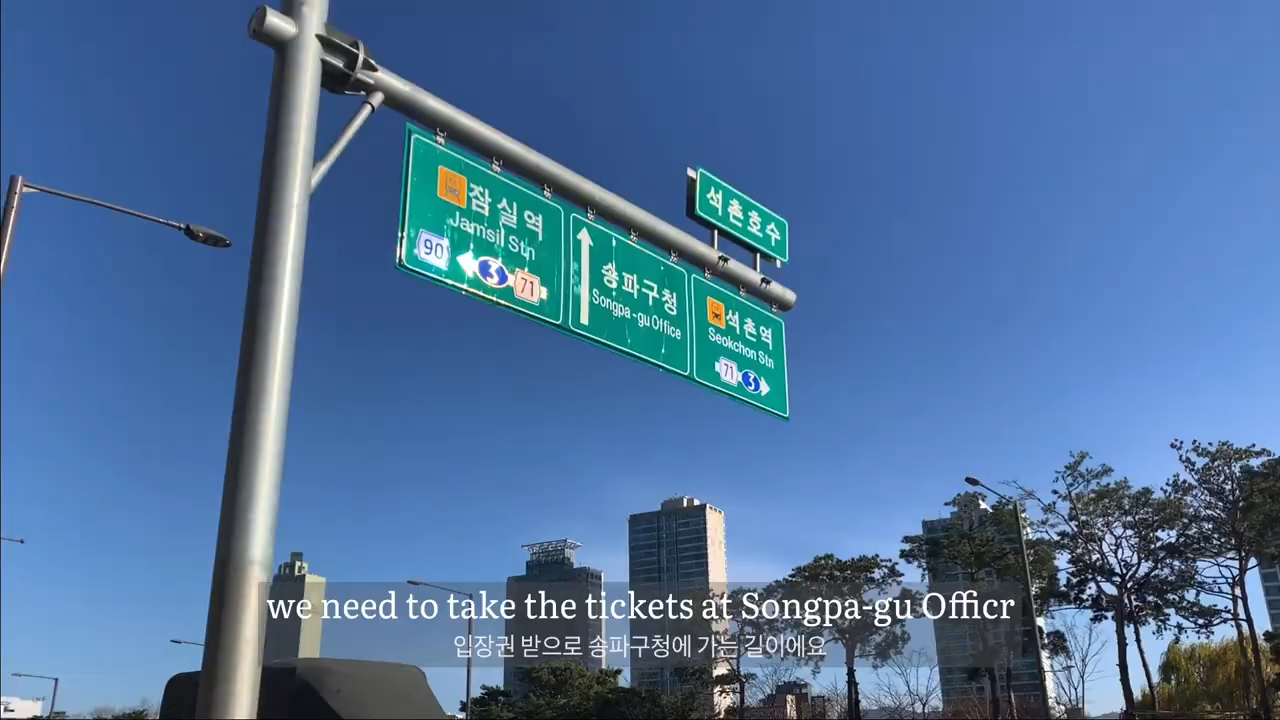 석촌호수
잠실역
Jamsil Stn
90 3 71
송파구청
Songpa-gu Office
석촌역
Seokchon Stn
71 3
we need to take the tickets at Songpa-gu Officr
입장권 받으로 송파구청에 가는 길이에요